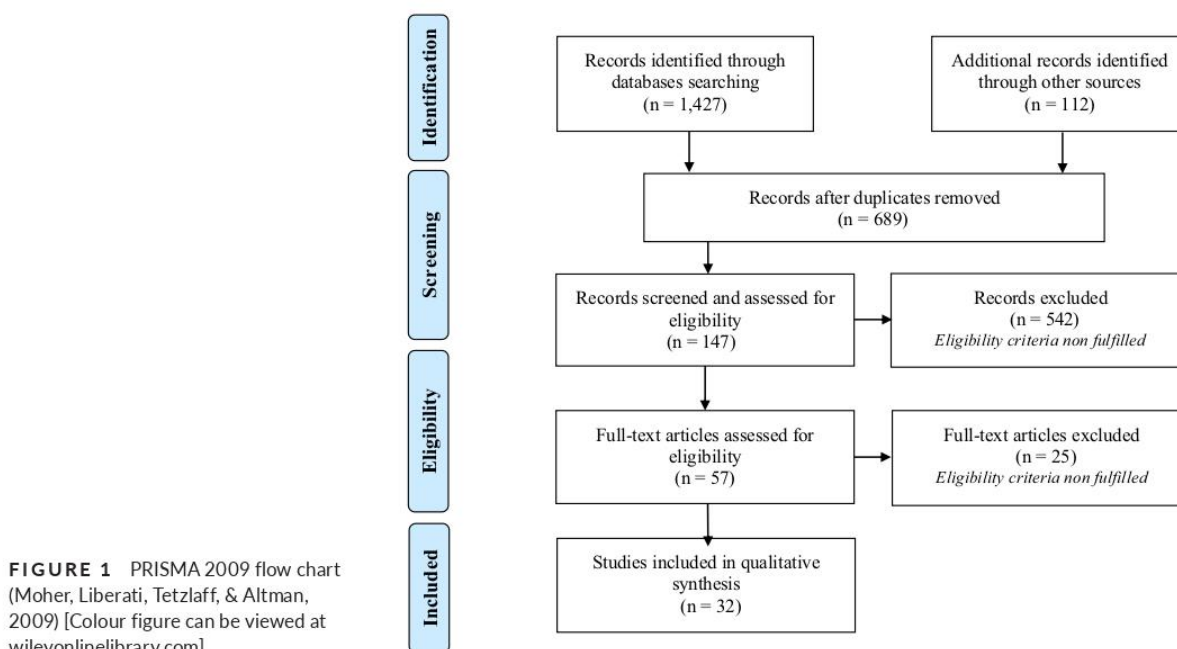 Identification
Records identified through
databases searching
(n = 1,427)
Additional records identified
through other sources
(n = 112)
Screening
Records after duplicates removed
(n = 689)
Records screened and assessed for
eligibility
(n = 147)
Records excluded
(n = 542)
Eligibility criteria non fulfilled
Eligibility
Full-text articles assessed for
eligibility
(n = 57)
Full-text articles excluded
(n = 25)
Eligibility criteria non fulfilled
Included
Studies included in qualitative
synthesis
(n = 32)
FIGURE 1 PRISMA 2009 flow chart
(Moher, Liberati, Tetzlaff, & Altman,
2009) [Colour figure can be viewed at
wileyonlinelibrary.com]